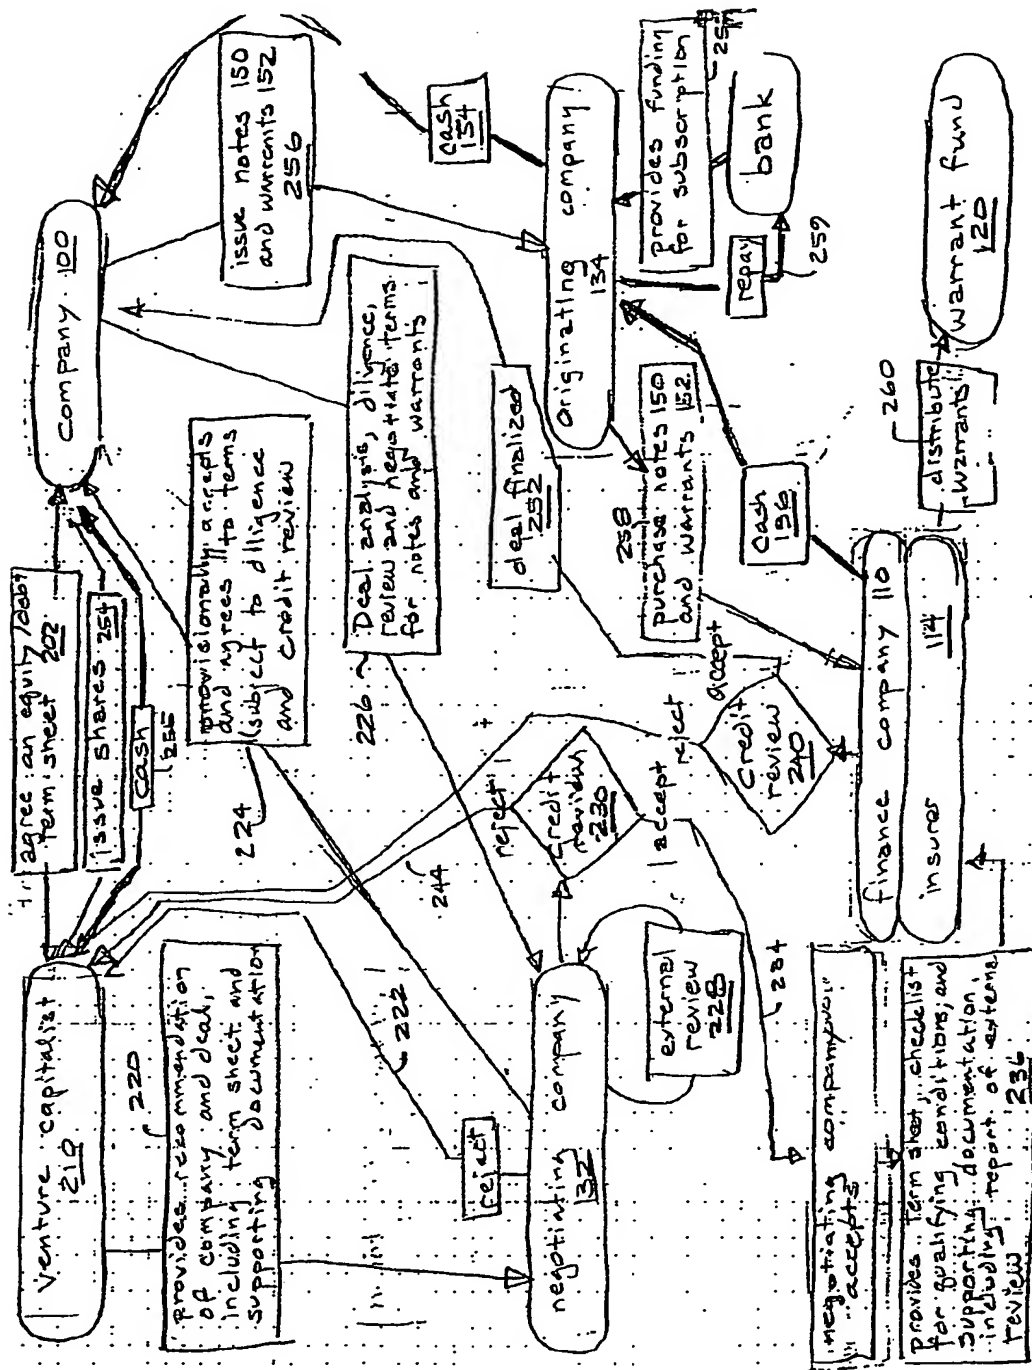 venture capitalist
210
agree an equity/debt
term sheet 202
issue shares 254
cash
255
company 100
220
provides recommendation
of company and deal,
including term sheet and
supporting documentation
224
provisionally accepts
and agrees to terms
(subject to diligence
and credit review
issue notes 150
and warrants 152
256
222
244
226
Deal analysis, diligence,
review and negotiate terms
for notes and warrants
cash
154
reject
negotiating company
132
external
review
228
reject
credit
review
230
accept
234
deal finalized
252
originating company
134
provides funding
for subscription
bank
repay
259
258
purchase notes 150
and warrants 152
cash
156
reject
accept
credit
review
240
negotiating company
accepts
provides term sheet, checklist
for qualifying conditions, and
supporting documentation,
including report of external
review 236
finance company 110
insurer 114
260
distribute
warrants
warrant fund
120